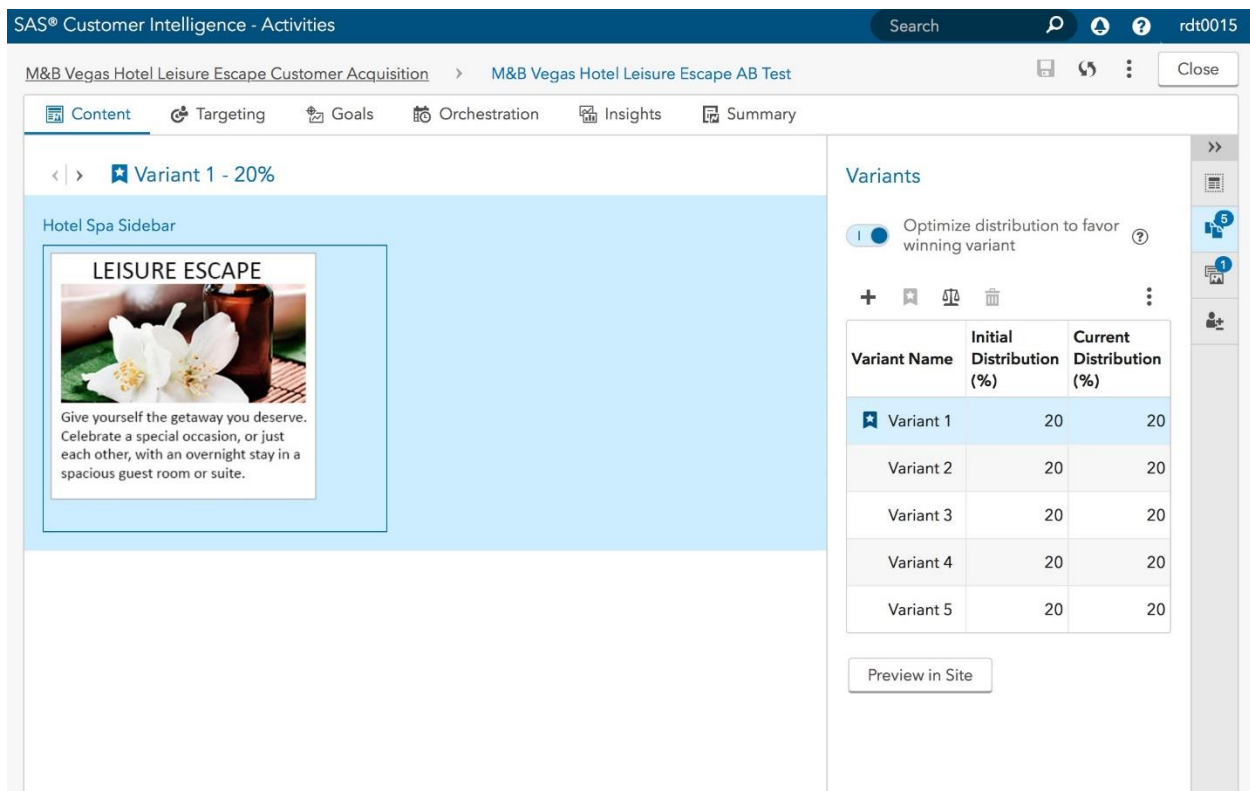 SAS® Customer Intelligence - Activities
Search
rdt0015
M&B Vegas Hotel Leisure Escape Customer Acquisition > M&B Vegas Hotel Leisure Escape AB Test
Close
Content Targeting Goals Orchestration Insights Summary
Variant 1 - 20%
Hotel Spa Sidebar
LEISURE ESCAPE
Give yourself the getaway you deserve.
Celebrate a special occasion, or just
each other, with an overnight stay in a
spacious guest room or suite.
Variants
Optimize distribution to favor
winning variant
Variant Name
Initial
Distribution
(%)
Current
Distribution
(%)
Variant 1 20 20
Variant 2 20 20
Variant 3 20 20
Variant 4 20 20
Variant 5 20 20
Preview in Site
5
1